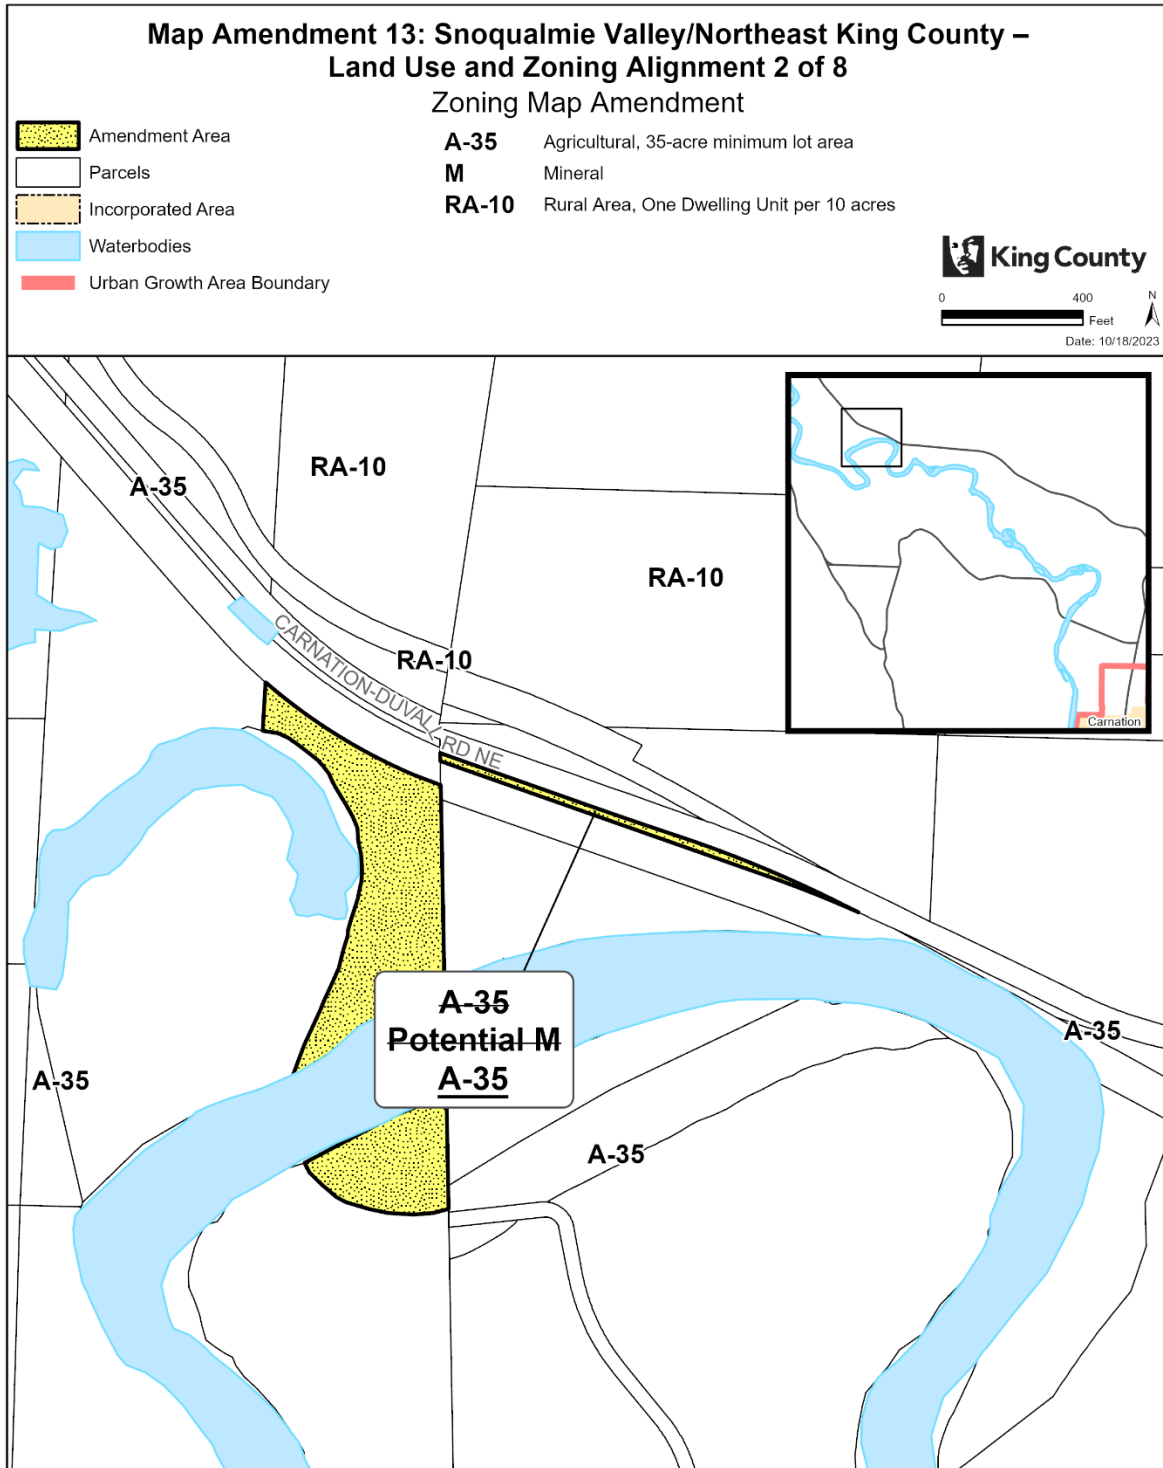 Map Amendment 13: Snoqualmie Valley/Northeast King County –
Land Use and Zoning Alignment 2 of 8
Zoning Map Amendment
Amendment Area
Parcels
Incorporated Area
Waterbodies
Urban Growth Area Boundary
A-35 Agricultural, 35-acre minimum lot area
M Mineral
RA-10 Rural Area, One Dwelling Unit per 10 acres
King County
0 400
Feet
N
Date: 10/18/2023
RA-10
A-35
RA-10
CARNATION-DUVALL RD NE
RA-10
Carnation
A-35
Potential M
A-35
A-35
A-35
A-35